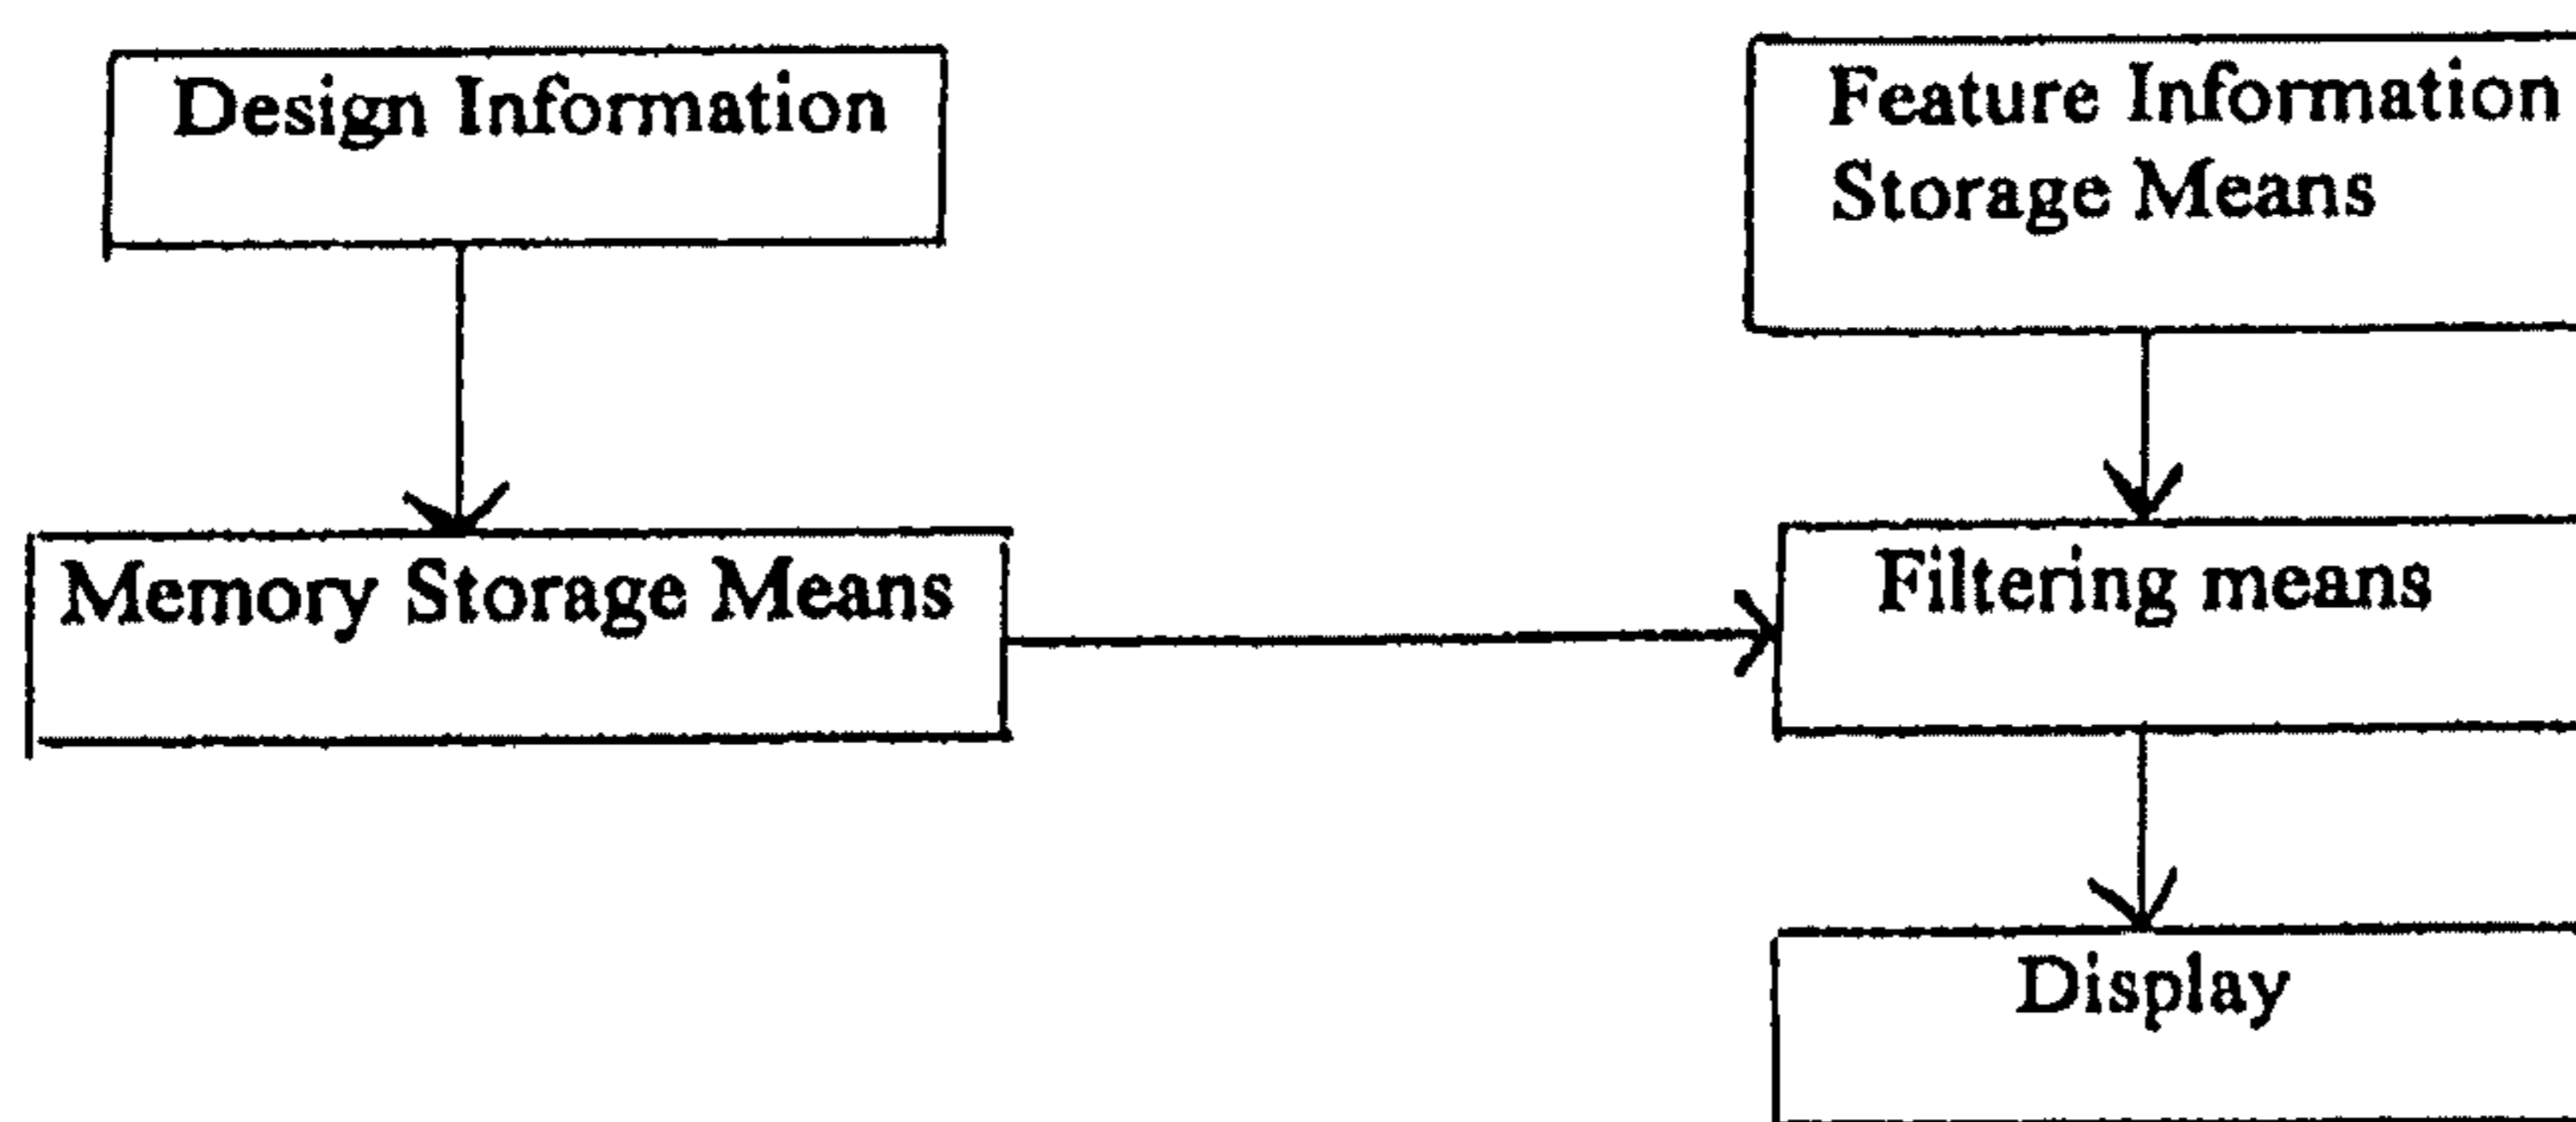 Design Information
Feature Information
Storage Means
Memory Storage Means
Filtering means
Display